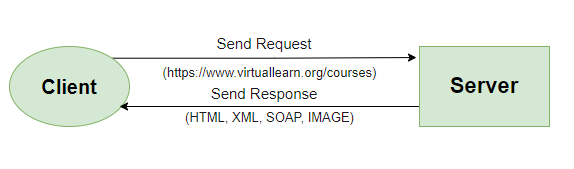 Send Request
Client
(https://www.virtuallearn.org/courses)
Server
Send Response
(HTML, XML, SOAP, IMAGE)